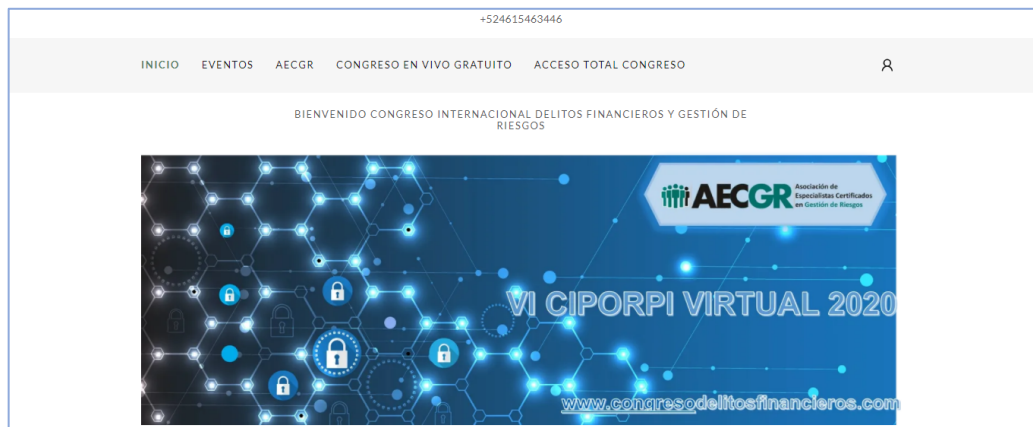 +524615463446
INICIO EVENTOS AECGR CONGRESO EN VIVO GRATUITO ACCESO TOTAL CONGRESO
BIENVENIDO CONGRESO INTERNACIONAL DELITOS FINANCIEROS Y GESTIÓN DE
RIESGOS
AECGR
Asociación de
Especialistas Certificados
en Gestión de Riesgos
VI CIPORPI VIRTUAL 2020
www.congresodelitosfinancieros.com